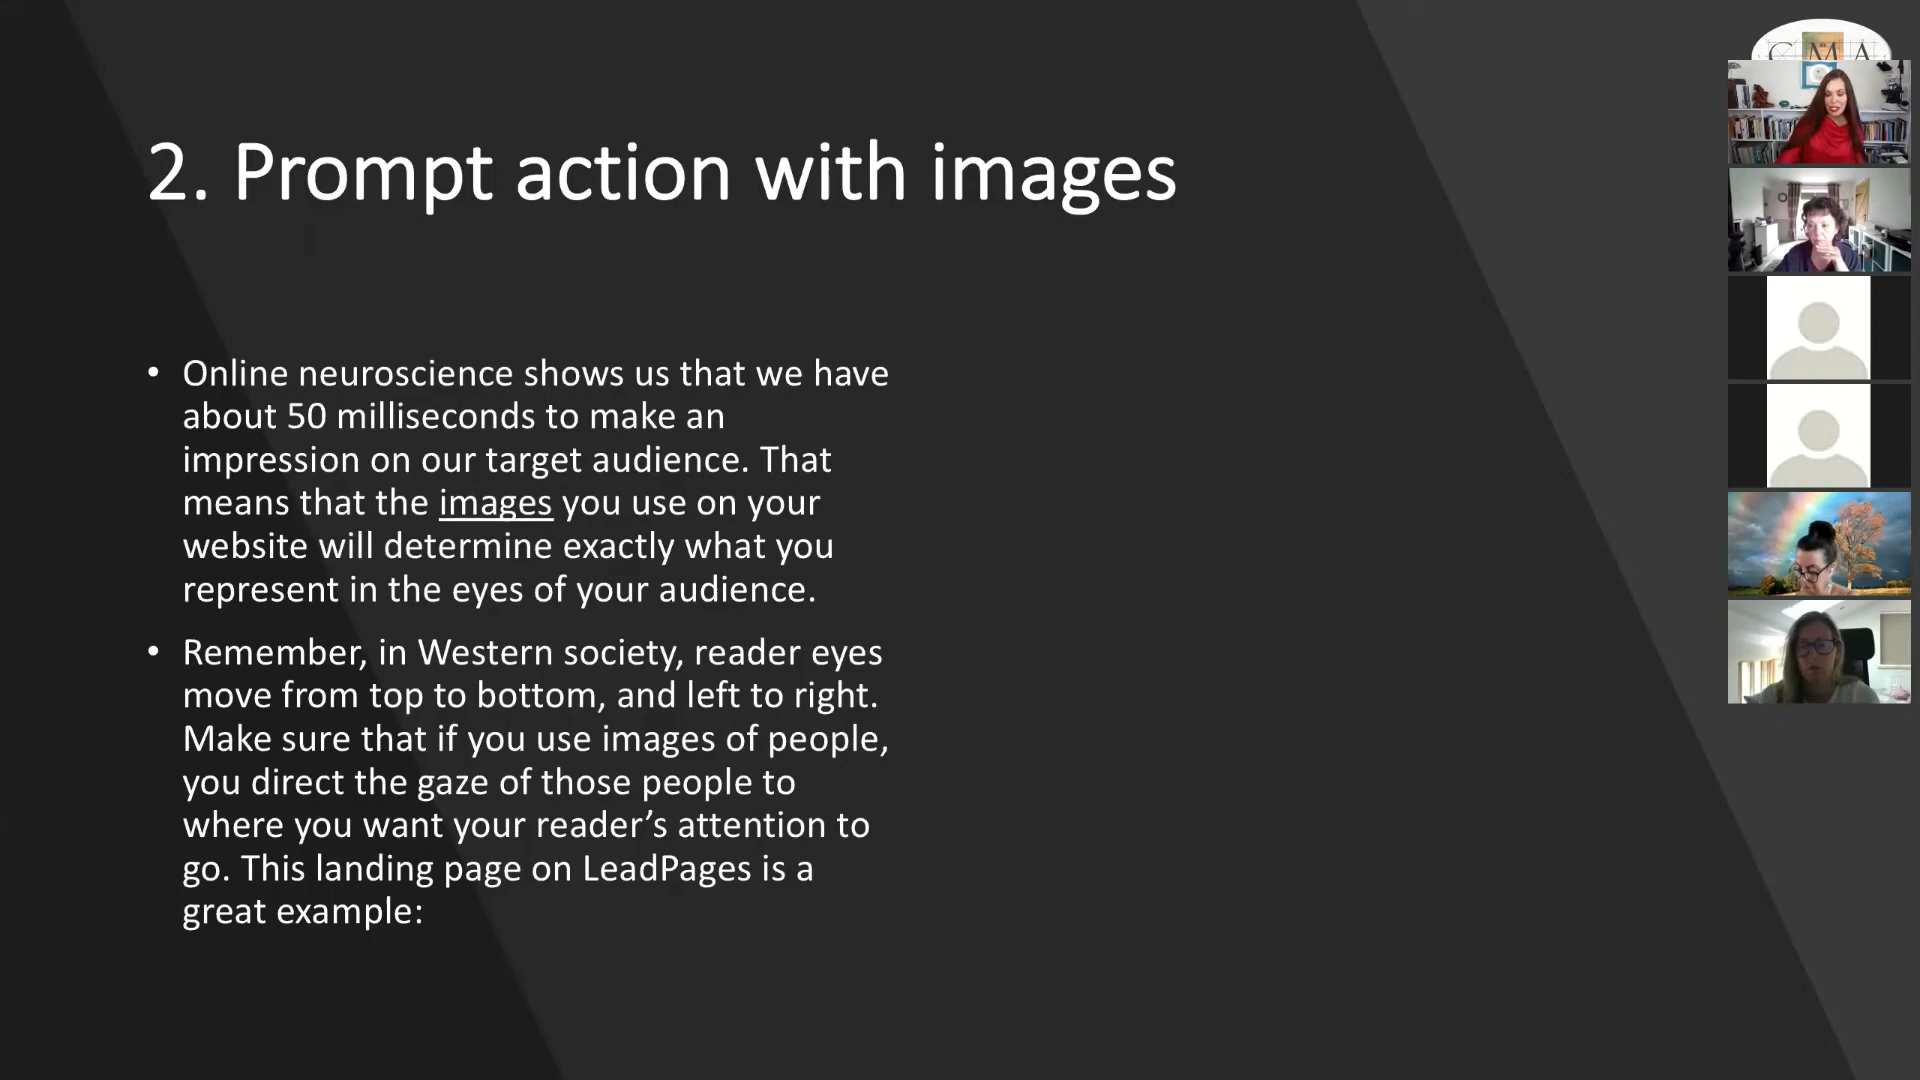 2. Prompt action with images
• Online neuroscience shows us that we have
about 50 milliseconds to make an
impression on our target audience. That
means that the images you use on your
website will determine exactly what you
represent in the eyes of your audience.
• Remember, in Western society, reader eyes
move from top to bottom, and left to right.
Make sure that if you use images of people,
you direct the gaze of those people to
where you want your reader’s attention to
go. This landing page on LeadPages is a
great example:
CMA